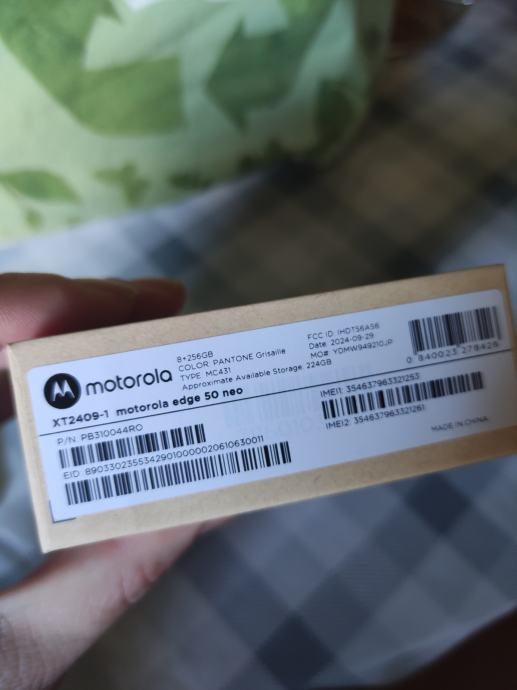 motorola
8+256GB
COLOR: PANTONE Grisaille
TYPE: MC431
Approximate Available Storage: 224GB
FCC ID: IHDT56AS6
Date: 2024-09-29
MO#: YDMW949210JP
0 840023 278426
XT2409-1 motorola edge 50 neo
P/N: PB310044RO
EID: 89033023553429010000020610630011
IMEI1: 354637963321253
IMEI2: 354637963321261
MADE IN CHINA